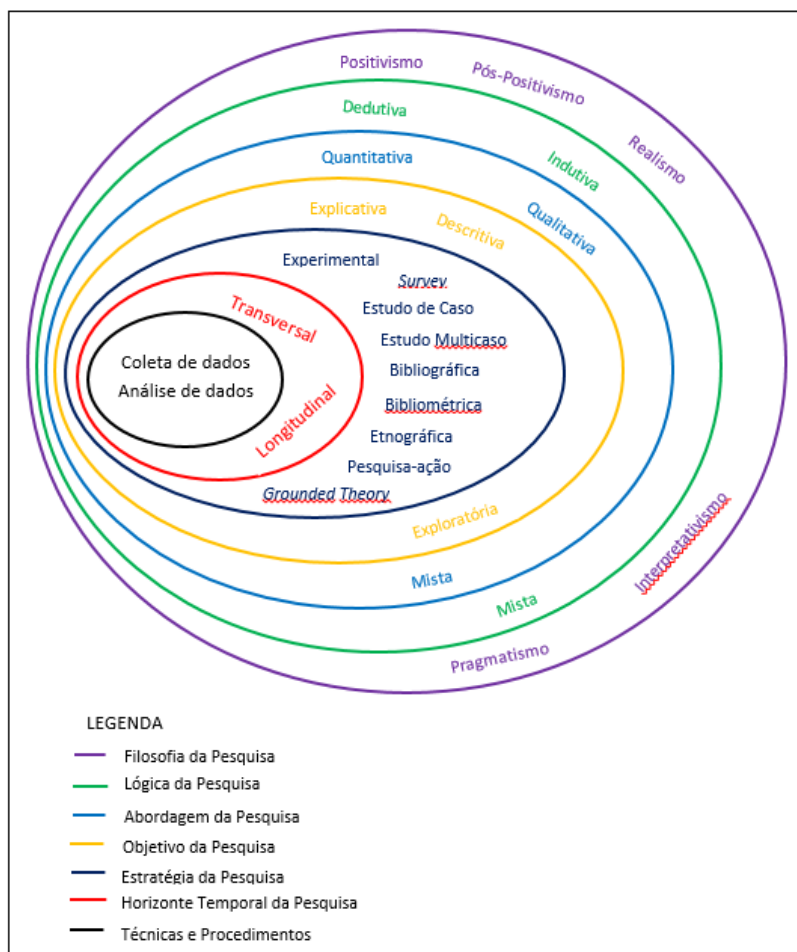 Positivismo
Pós-Positivismo
Realismo
Interpretativismo
Pragmatismo
Dedutiva
Indutiva
Mista
Quantitativa
Qualitativa
Mista
Explicativa
Descritiva
Exploratória
Experimental
Survey
Estudo de Caso
Estudo Multicaso
Bibliográfica
Bibliométrica
Etnográfica
Pesquisa-ação
Grounded Theory
Transversal
Longitudinal
Coleta de dados
Análise de dados
LEGENDA
Filosofia da Pesquisa
Lógica da Pesquisa
Abordagem da Pesquisa
Objetivo da Pesquisa
Estratégia da Pesquisa
Horizonte Temporal da Pesquisa
Técnicas e Procedimentos